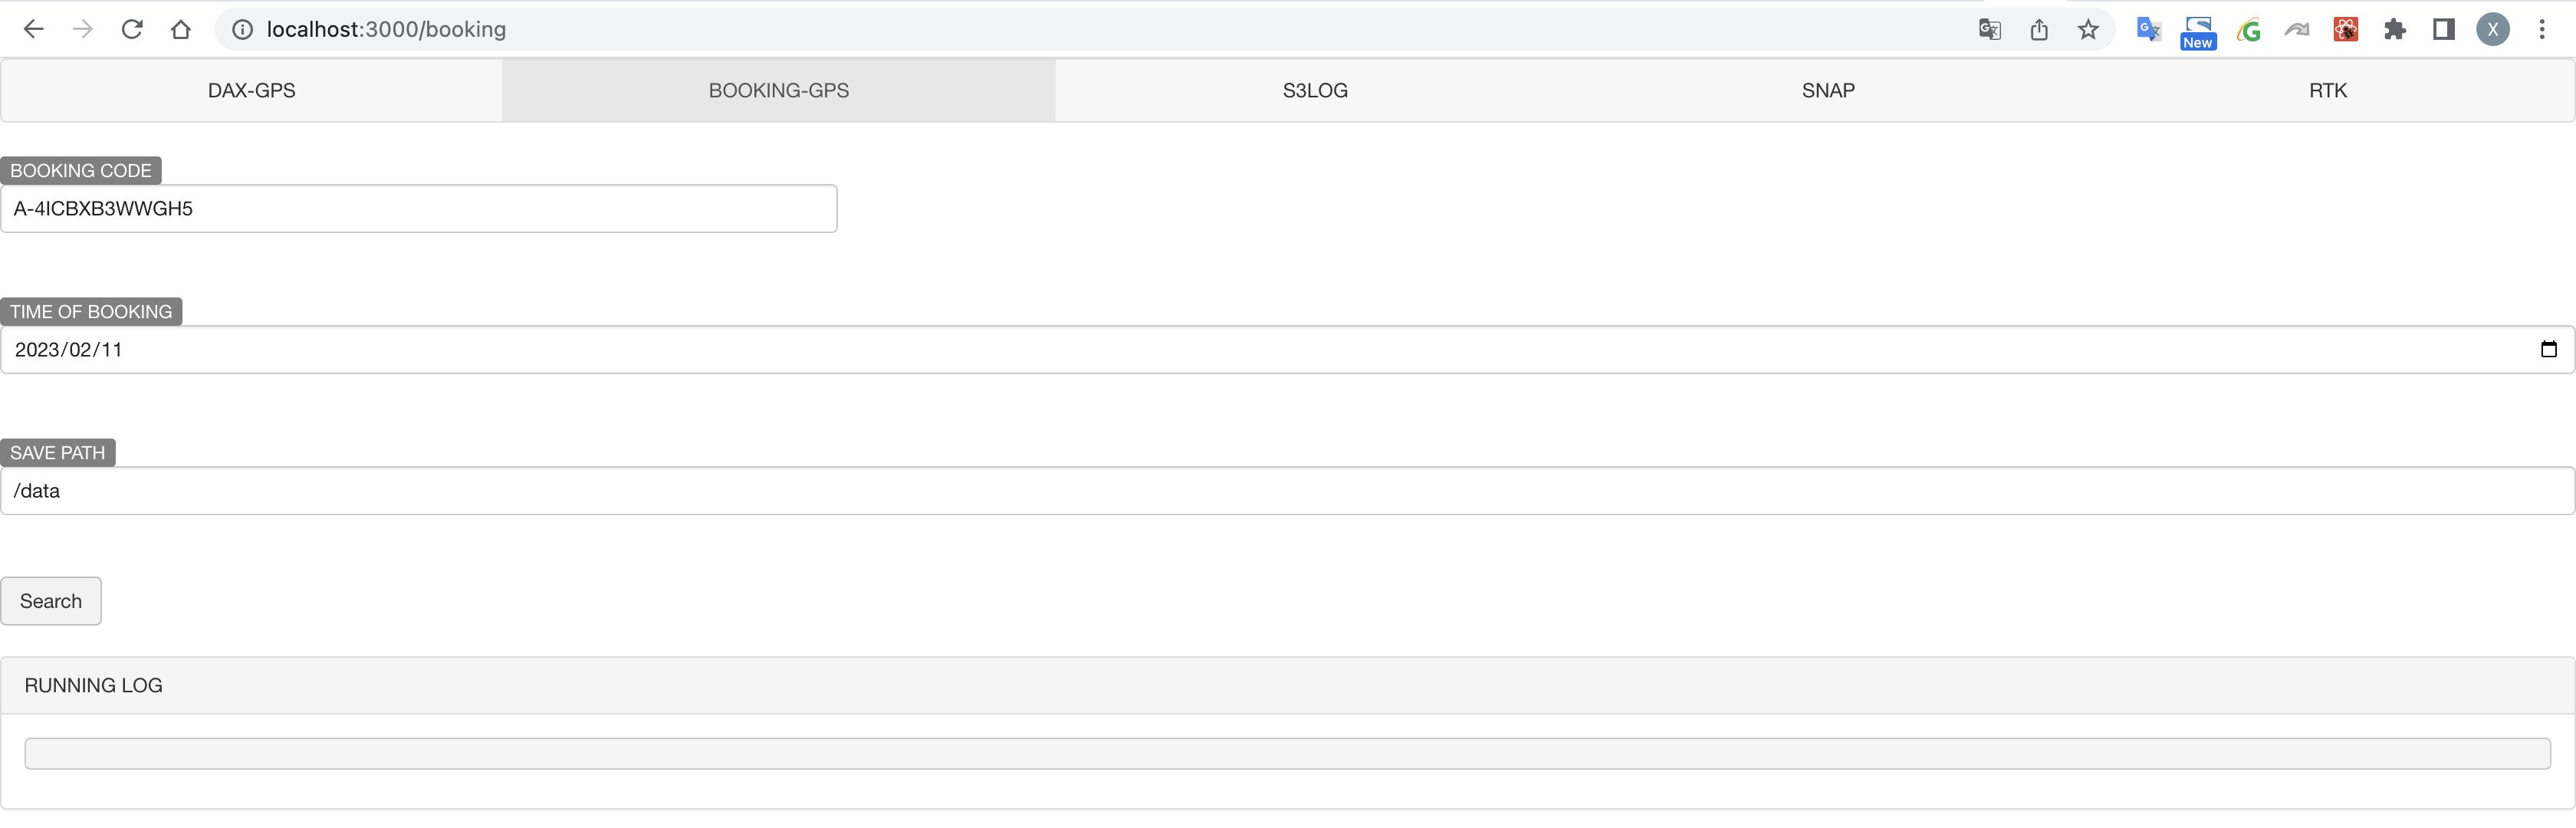 localhost:3000/booking
New
X
DAX-GPS BOOKING-GPS S3LOG SNAP RTK
BOOKING CODE
A-4ICBXB3WWGH5
TIME OF BOOKING
2023/02/11
SAVE PATH
/data
Search
RUNNING LOG